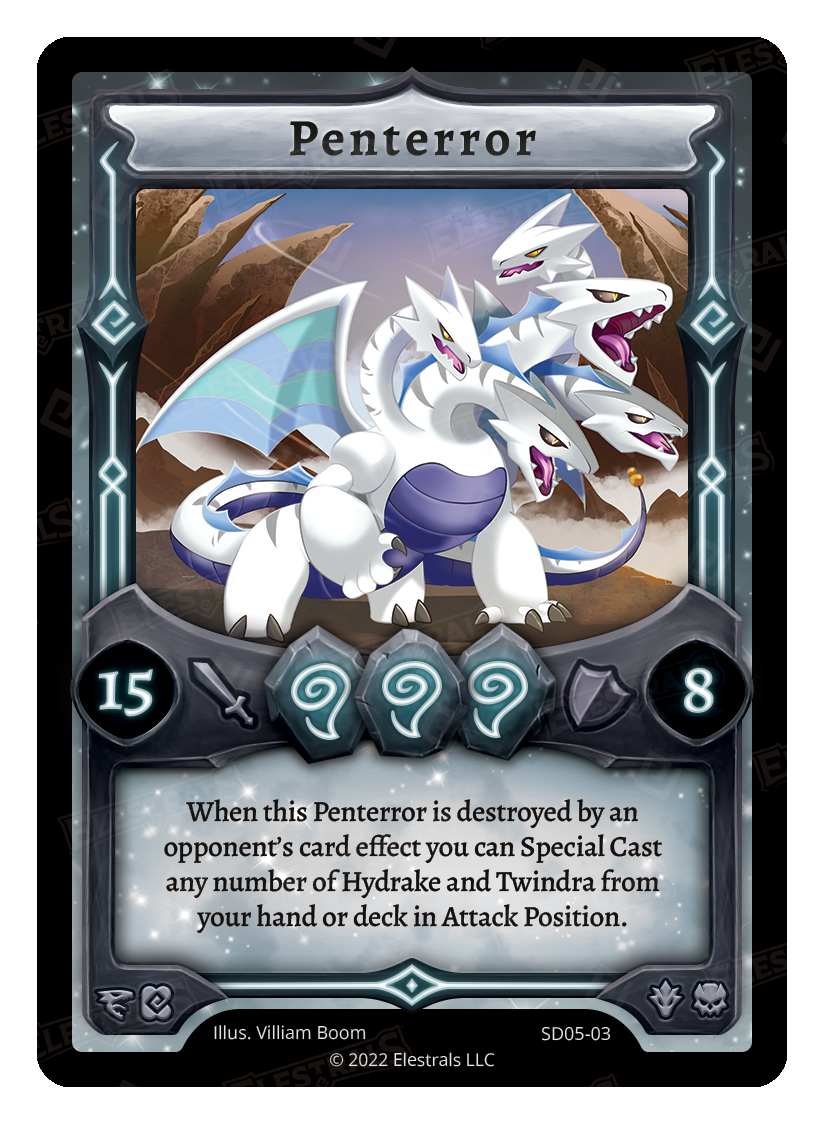 Penterror
15
8
When this Penterror is destroyed by an
opponent's card effect you can Special Cast
any number of Hydrake and Twindra from
your hand or deck in Attack Position.
Illus. Villiam Boom
SD05-03
© 2022 Elestrals LLC
ELESTRALS